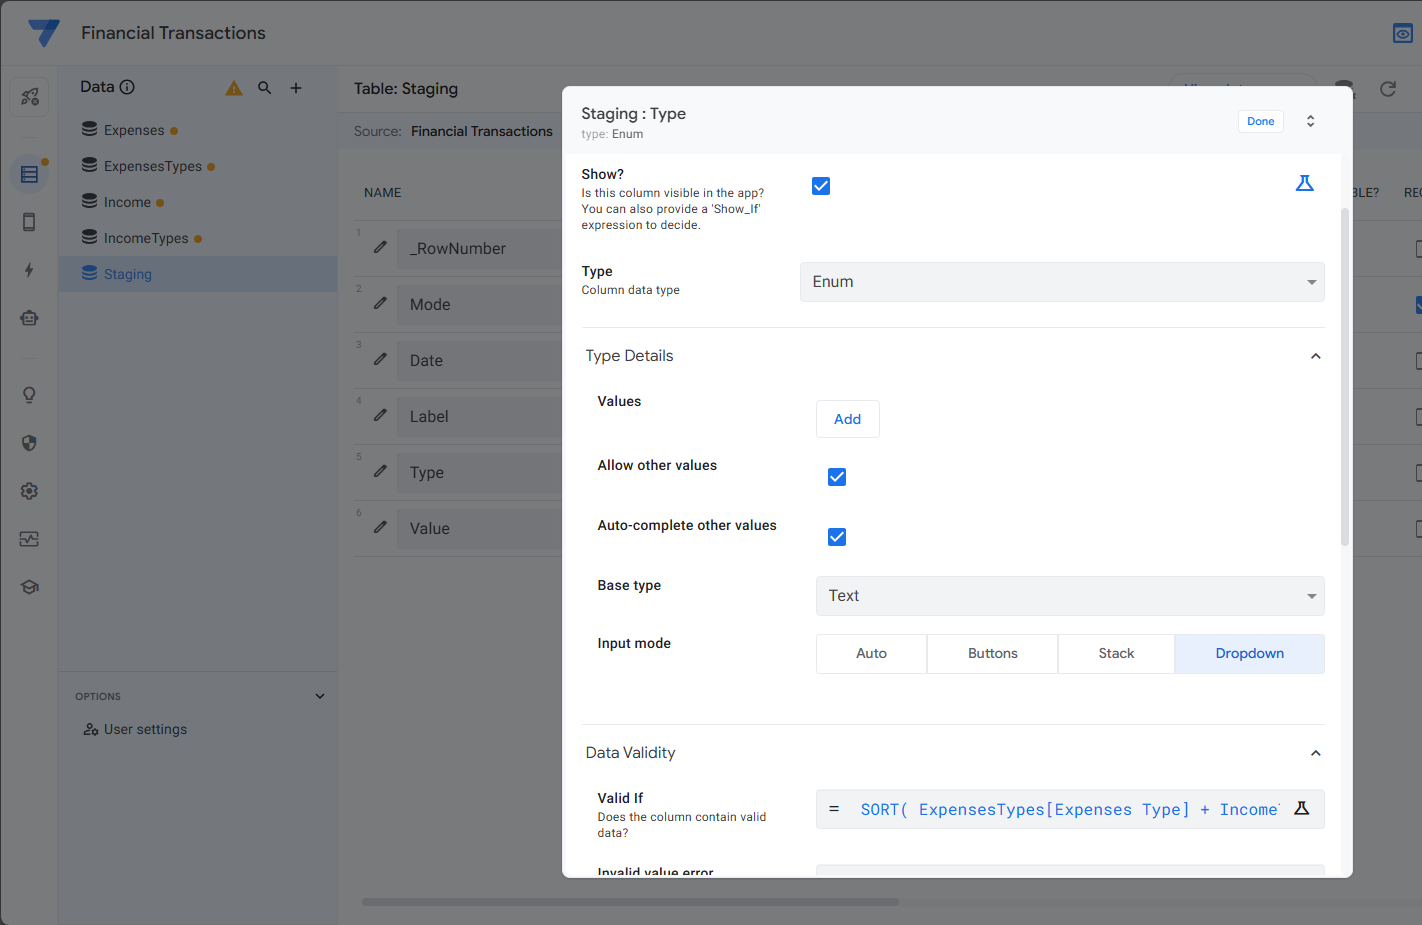 Financial Transactions
Data
Expenses
ExpensesTypes
Income
IncomeTypes
Staging
OPTIONS
User settings
Table: Staging
Source: Financial Transactions
NAME
1 _RowNumber
2 Mode
3 Date
4 Label
5 Type
6 Value
Staging : Type
type: Enum
Done
Show?
Is this column visible in the app?
You can also provide a 'Show_If'
expression to decide.
Type
Column data type
Enum
Type Details
Values
Add
Allow other values
Auto-complete other values
Base type
Text
Input mode
Auto
Buttons
Stack
Dropdown
Data Validity
Valid If
Does the column contain valid
data?
= SORT( ExpensesTypes[Expenses Type] + Income
Invalid value error